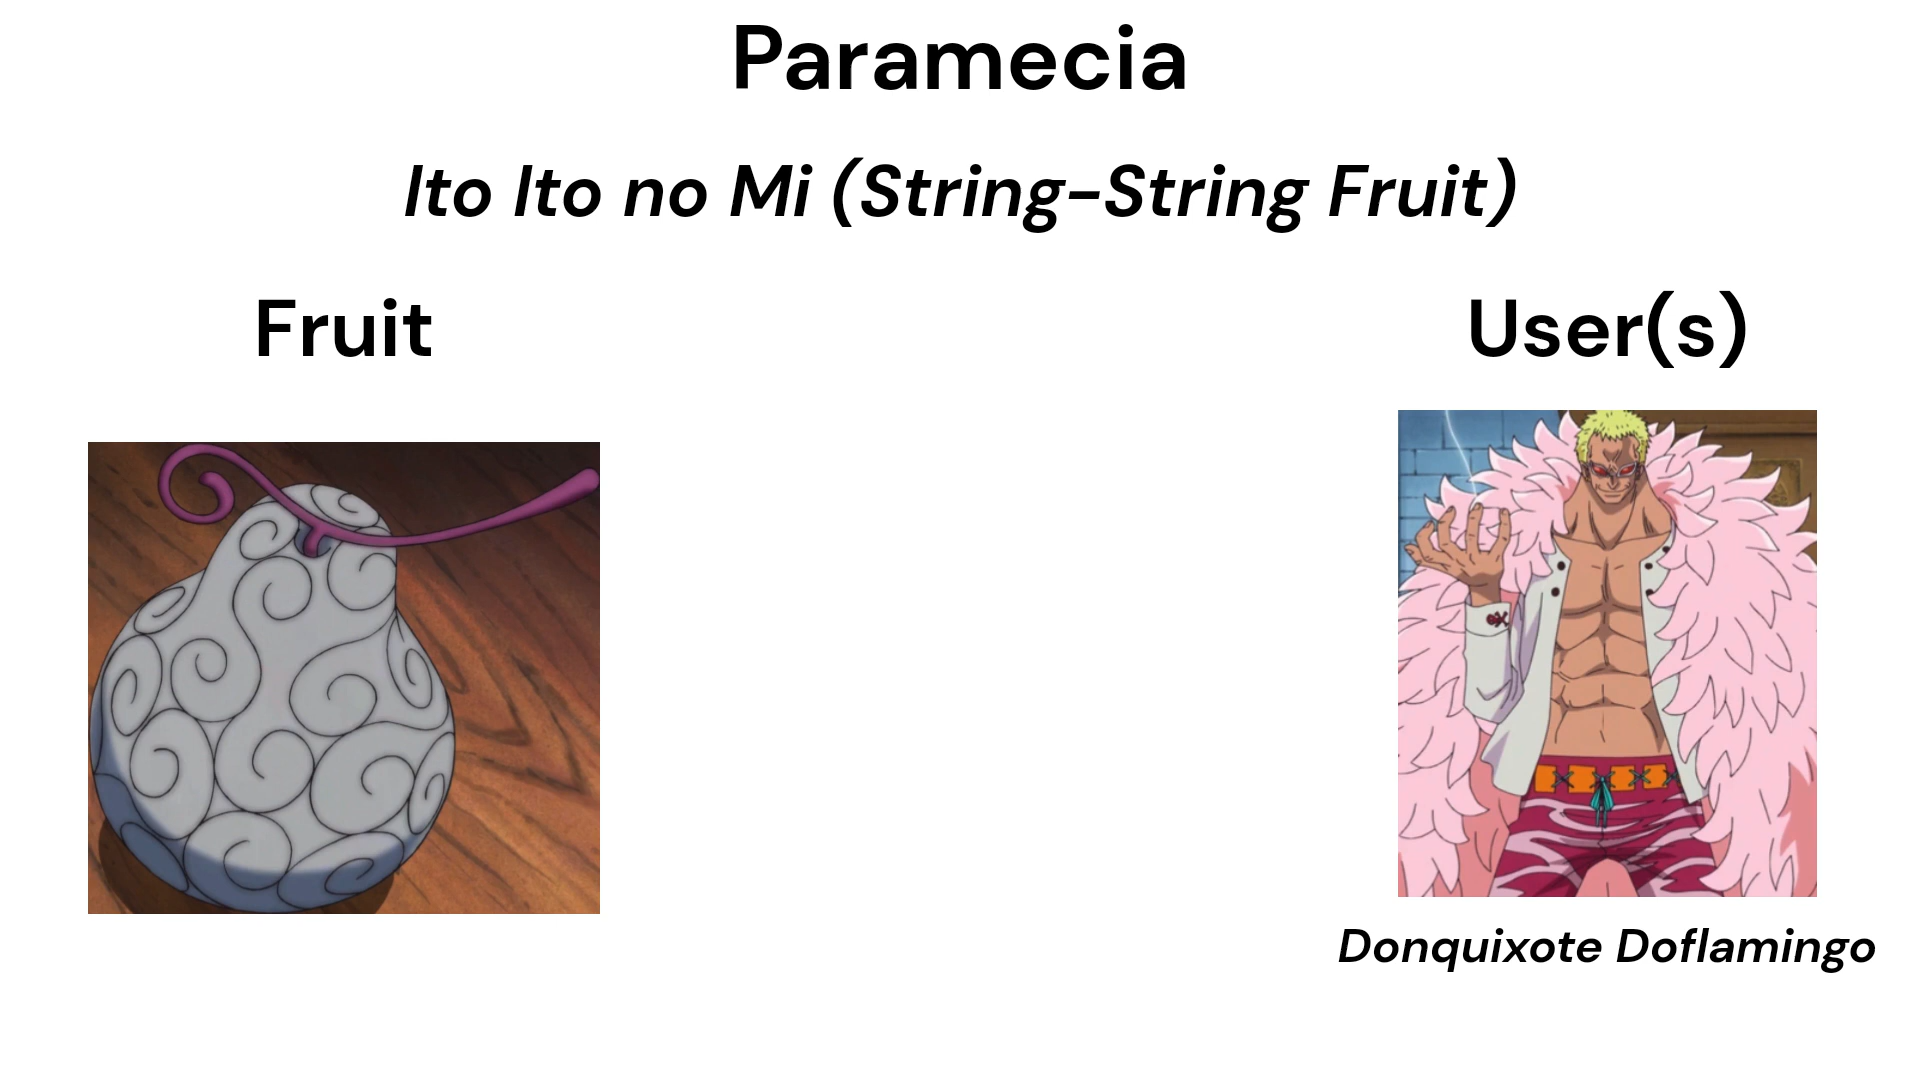 Paramecia
Ito Ito no Mi (String-String Fruit)
Fruit
User(s)
Donquixote Doflamingo